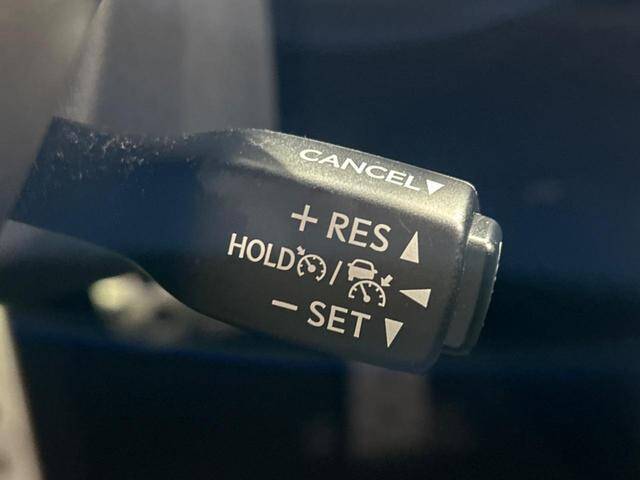 CANCEL▼
+ RES ▲
HOLD /
- SET ▼